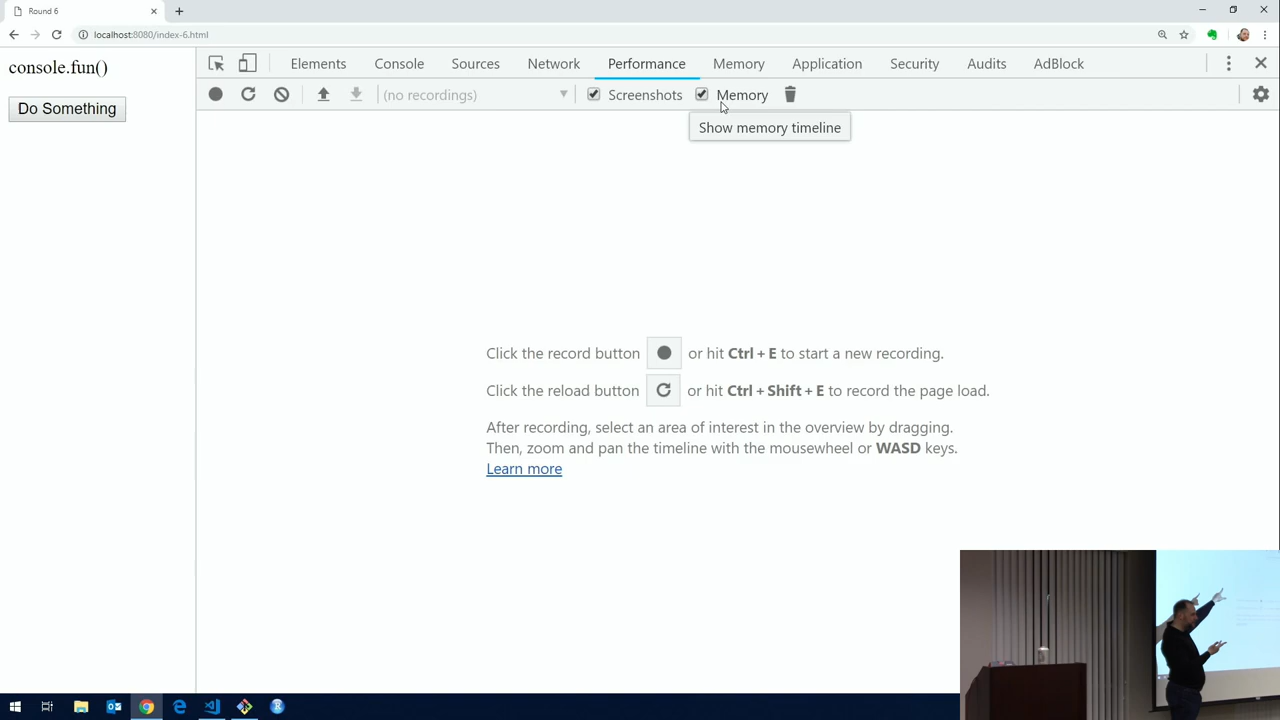 Round 6
localhost:8080/index-6.html
console.fun()
Do Something
Elements Console Sources Network Performance Memory Application Security Audits AdBlock
(no recordings) Screenshots Memory
Show memory timeline
Click the record button or hit Ctrl + E to start a new recording.
Click the reload button or hit Ctrl + Shift + E to record the page load.
After recording, select an area of interest in the overview by dragging.
Then, zoom and pan the timeline with the mousewheel or WASD keys.
Learn more